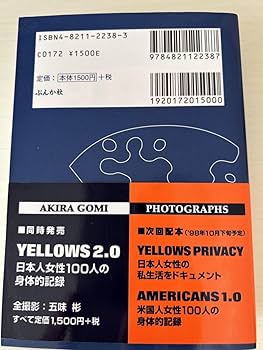 ISBN4-8211-2238-3
C0172 ¥1500E
定価：本体1500円＋税
ぶんか社
9784821122387
1920172015000
AKIRA GOMI
■同時発売
YELLOWS 2.0
日本人女性100人の
身体的記録
全撮影：五味 彬
すべて定価1,500円＋税
PHOTOGRAPHS
■次回配本（'98年10月下旬予定）
YELLOWS PRIVACY
日本人女性の
私生活をドキュメント
AMERICANS 1.0
米国人女性100人の
身体的記録